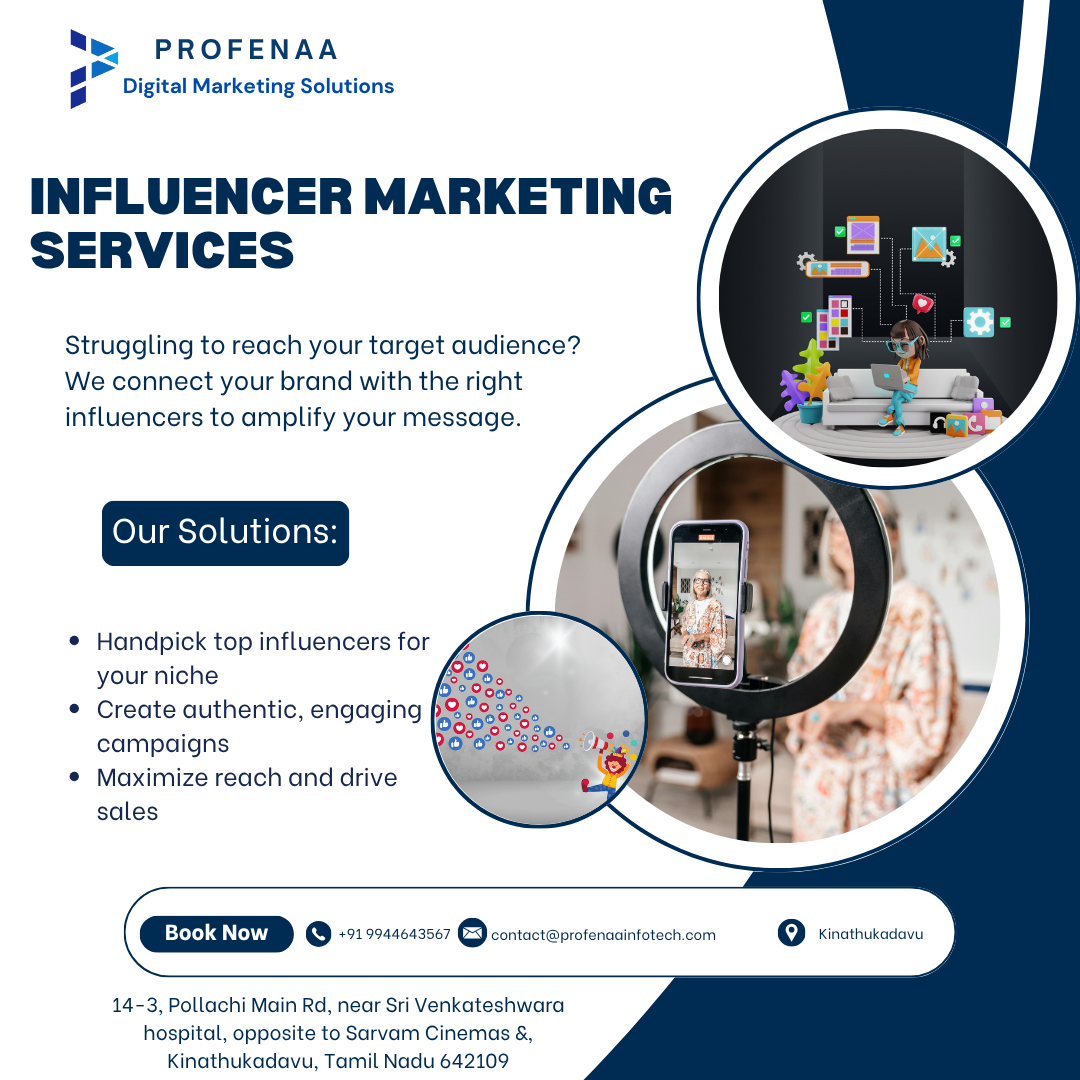 PROFENAA
Digital Marketing Solutions
INFLUENCER MARKETING
SERVICES
Struggling to reach your target audience?
We connect your brand with the right
influencers to amplify your message.
Our Solutions:
• Handpick top influencers for
your niche
• Create authentic, engaging
campaigns
• Maximize reach and drive
sales
Book Now +91 9944643567 contact@profenaainfotech.com Kinathukadavu
14-3, Pollachi Main Rd, near Sri Venkateshwara
hospital, opposite to Sarvam Cinemas &,
Kinathukadavu, Tamil Nadu 642109